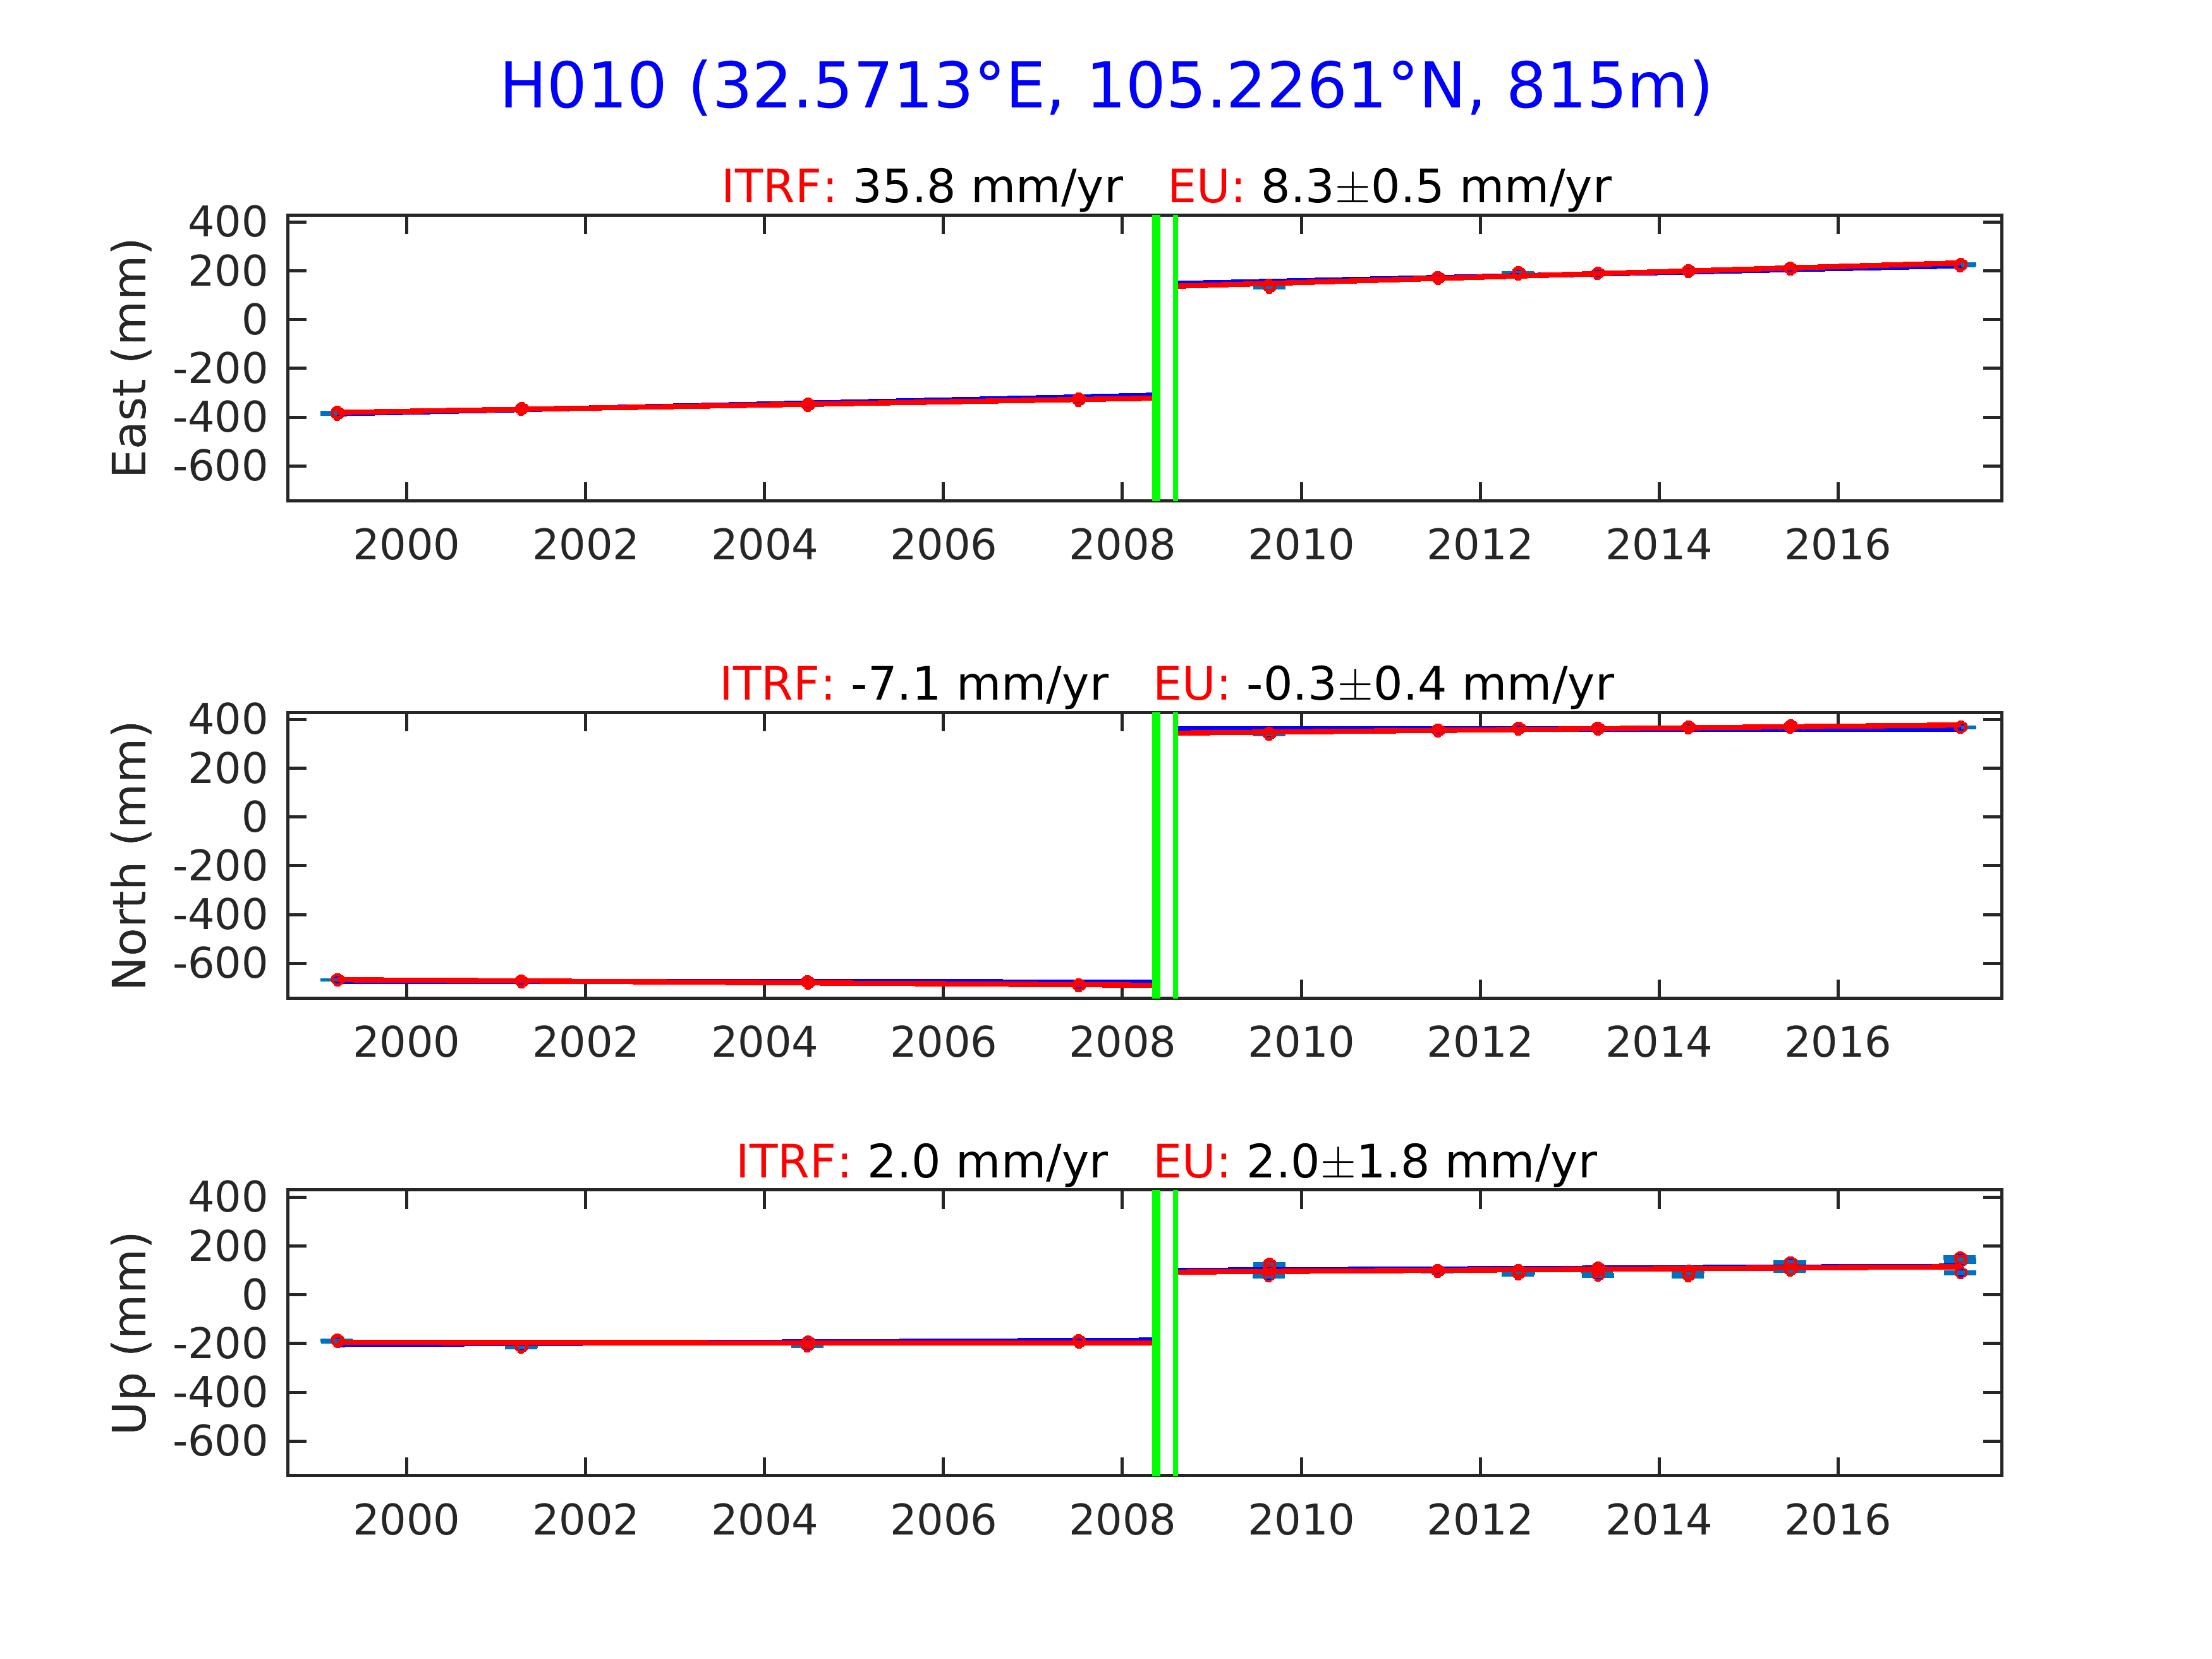 H010 (32.5713°E, 105.2261°N, 815m)
ITRF: 35.8 mm/yr EU: 8.3±0.5 mm/yr
East (mm)
400
200
0
-200
-400
-600
2000 2002 2004 2006 2008 2010 2012 2014 2016
ITRF: -7.1 mm/yr EU: -0.3±0.4 mm/yr
North (mm)
400
200
0
-200
-400
-600
2000 2002 2004 2006 2008 2010 2012 2014 2016
ITRF: 2.0 mm/yr EU: 2.0±1.8 mm/yr
Up (mm)
400
200
0
-200
-400
-600
2000 2002 2004 2006 2008 2010 2012 2014 2016